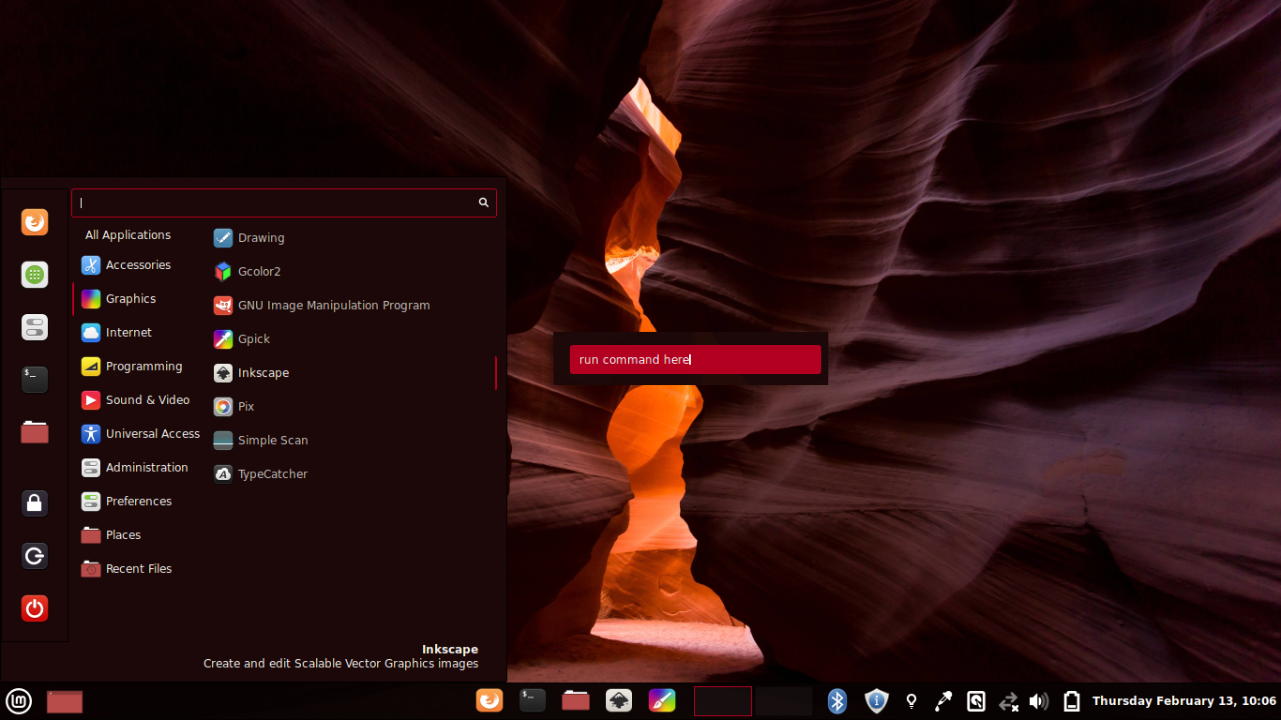 All Applications
Accessories
Graphics
Internet
Programming
Sound & Video
Universal Access
Administration
Preferences
Places
Recent Files
Drawing
Gcolor2
GNU Image Manipulation Program
Gpick
Inkscape
Pix
Simple Scan
TypeCatcher
Inkscape
Create and edit Scalable Vector Graphics images
run command here
Thursday February 13, 10:06